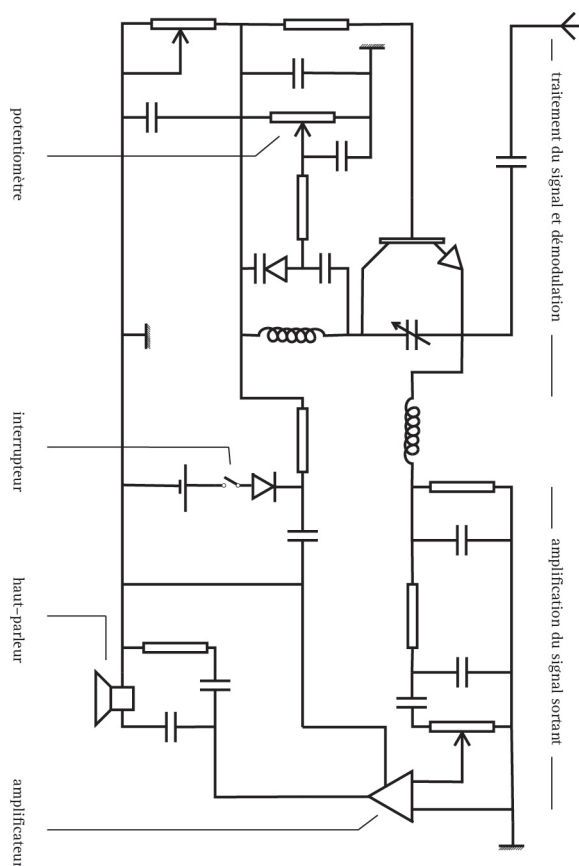 traitement du signal et démodulation
amplification du signal sortant
potentiomètre
interrupteur
haut-parleur
amplificateur